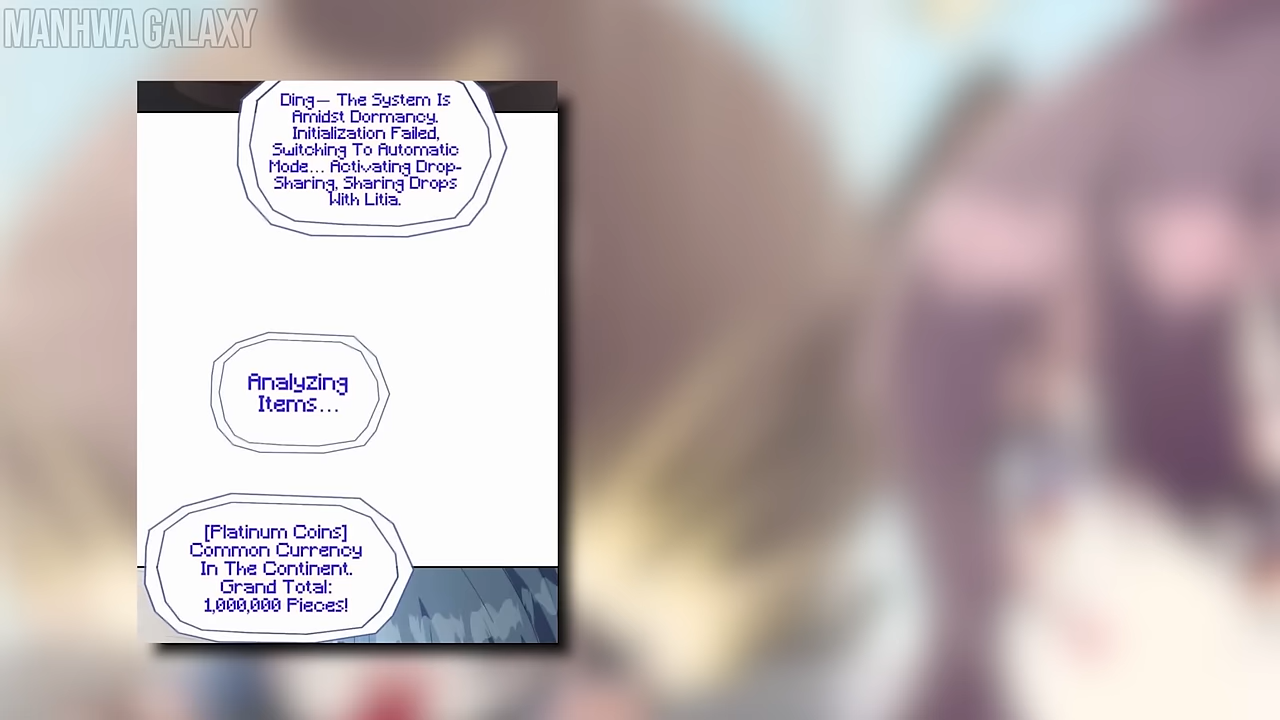 MANHWA GALAXY
Ding— The System Is
Amidst Dormancy.
Initialization Failed,
Switching To Automatic
Mode... Activating Drop-
Sharing, Sharing Drops
With Litia.
Analyzing
Items...
[Platinum Coins]
Common Currency
In The Continent.
Grand Total:
1,000,000 Pieces!